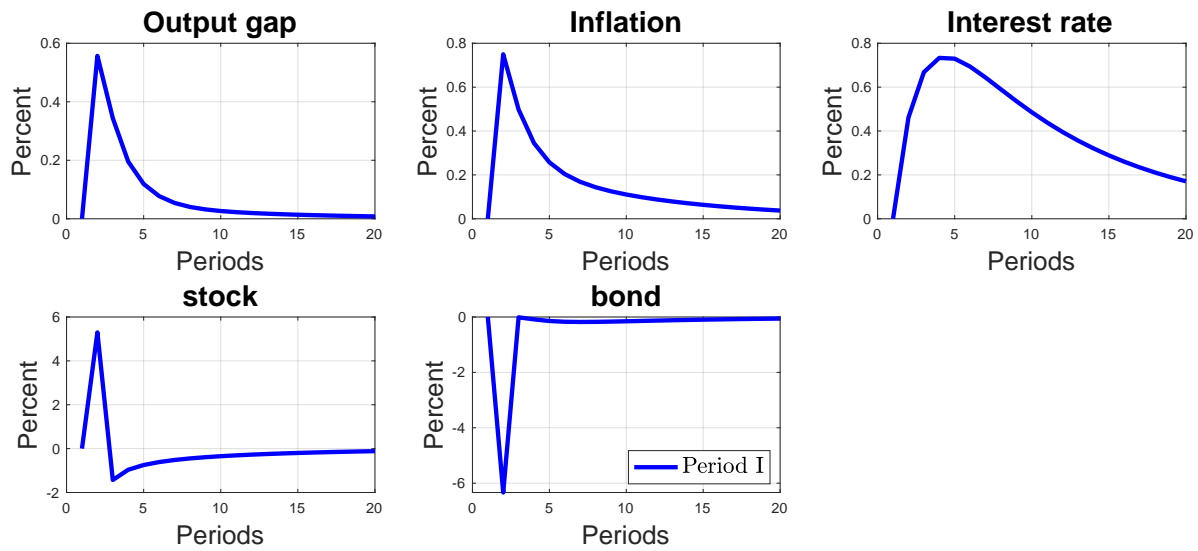 Output gap
Percent
0.6
0.4
0.2
0
0 5 10 15 20
Periods
Inflation
Percent
0.8
0.6
0.4
0.2
0
0 5 10 15 20
Periods
Interest rate
Percent
0.8
0.6
0.4
0.2
0
0 5 10 15 20
Periods
stock
Percent
6
4
2
0
-2
0 5 10 15 20
Periods
bond
Percent
0
-2
-4
-6
0 5 10 15 20
Periods
Period I